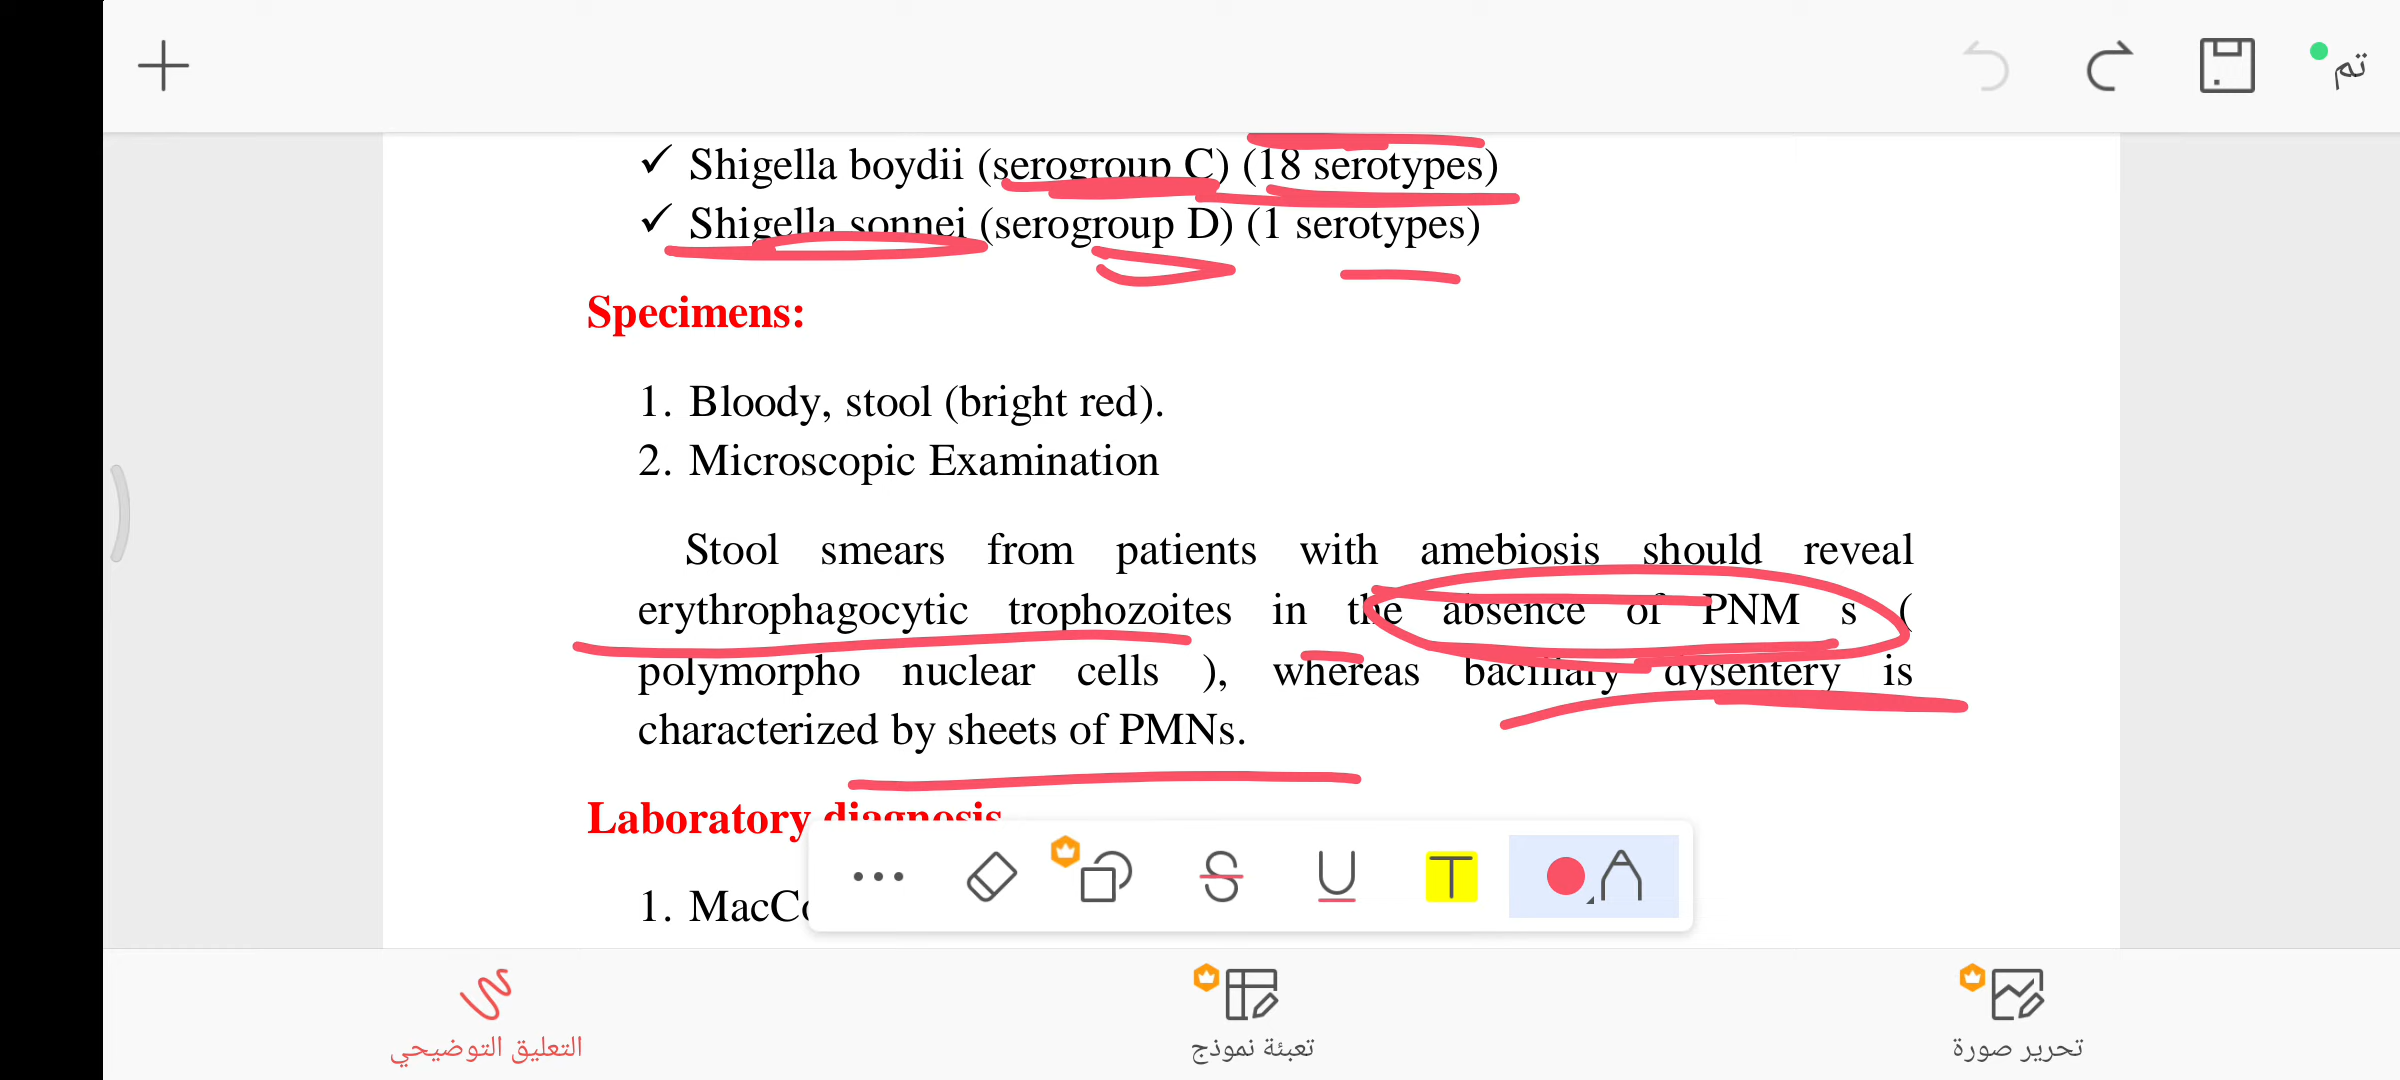 تم
✓ Shigella boydii (serogroup C) (18 serotypes)
✓ Shigella sonnei (serogroup D) (1 serotypes)
Specimens:
1. Bloody, stool (bright red).
2. Microscopic Examination
Stool smears from patients with amebiosis should reveal
erythrophagocytic trophozoites in the absence of PNM s (
polymorpho nuclear cells ), whereas bacillary dysentery is
characterized by sheets of PMNs.
Laboratory diagnosis
1.
التعليق التوضيحي
تعبئة نموذج
تحرير صورة